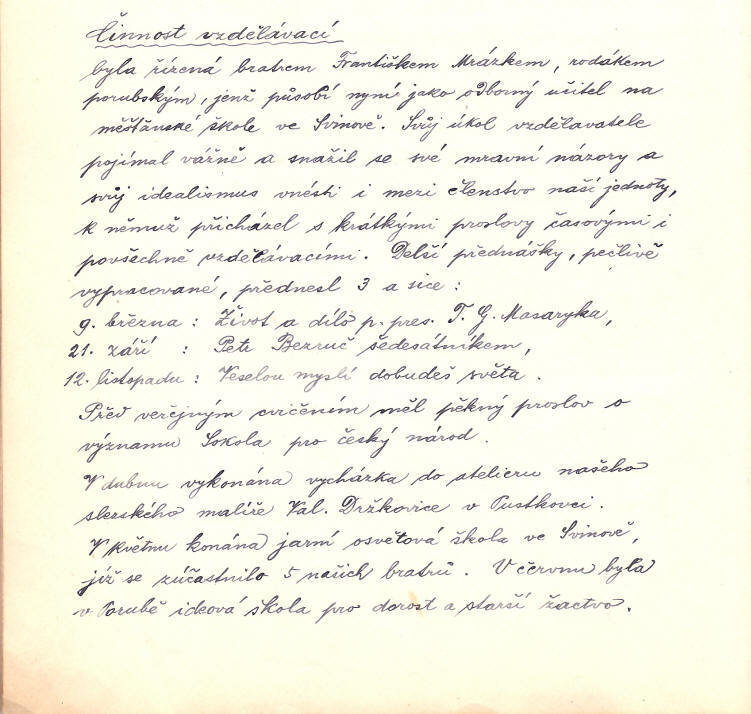 Činnost vzdělávací
byla řízená bratrem Františkem Mrázkem, rodákem
porubským, jenž působí nyní jako odborný učitel na
měšťanské škole ve Svinově. Svůj úkol vzdělavatele
pojímal vážně a snažil se své mravní názory a
svůj idealismus vnésti i mezi členstvo naší jednoty,
k němuž přicházel s krátkými proslovy časovými i
povšechně vzdělávacími. Delší přednášky, pečlivě
vypracované, přednesl 3 a sice:
9. března: Život a dílo p. pres. T. G. Masaryka,
21. září : Petr Bezruč šedesátníkem,
12. listopadu: Veselou myslí dobudeš světa.
Před veřejným cvičením měl pěkný proslov o
významu Sokola pro český národ.
V dubnu vykonána vycházka do atelieru našeho
slezského malíře Val. Držkovice v Pustkovci.
V květnu konána jarní osvětová škola ve Svinově,
jíž se zúčastnilo 5 našich bratrů. V červnu byla
v Porubě ideová škola pro dorost a starší žactvo.